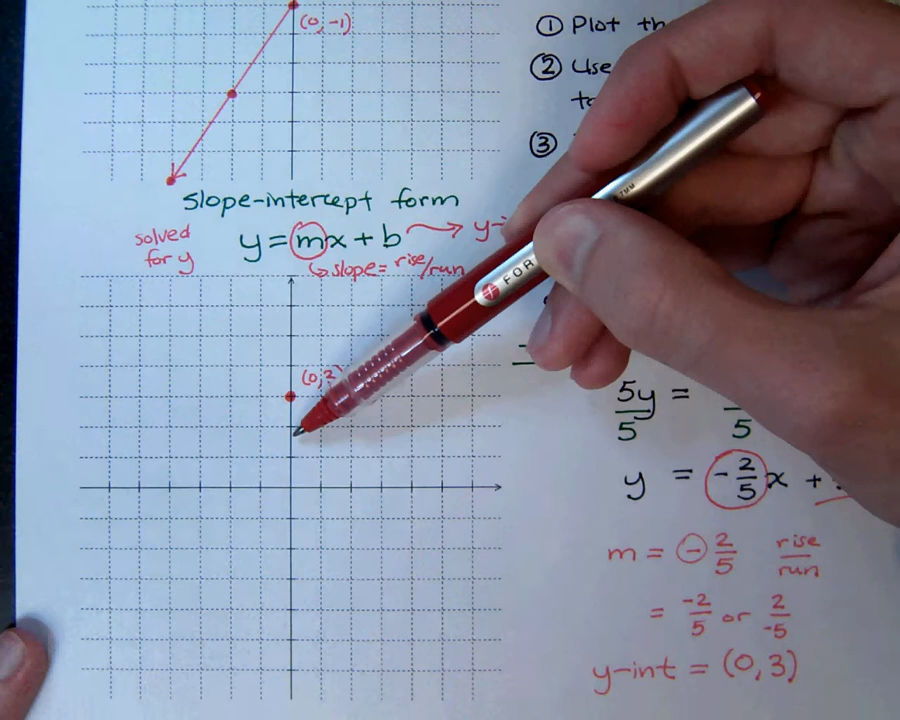 (0,-1)
① Plot
② Use
③
slope-intercept form
solved for y
y = mx + b → y-
↳ slope = rise/run
(0,
FOR
5y =
5 5
y = -2/5 x +
m = - 2/5 rise/run
= -2/5 or 2/-5
y-int = (0,3)